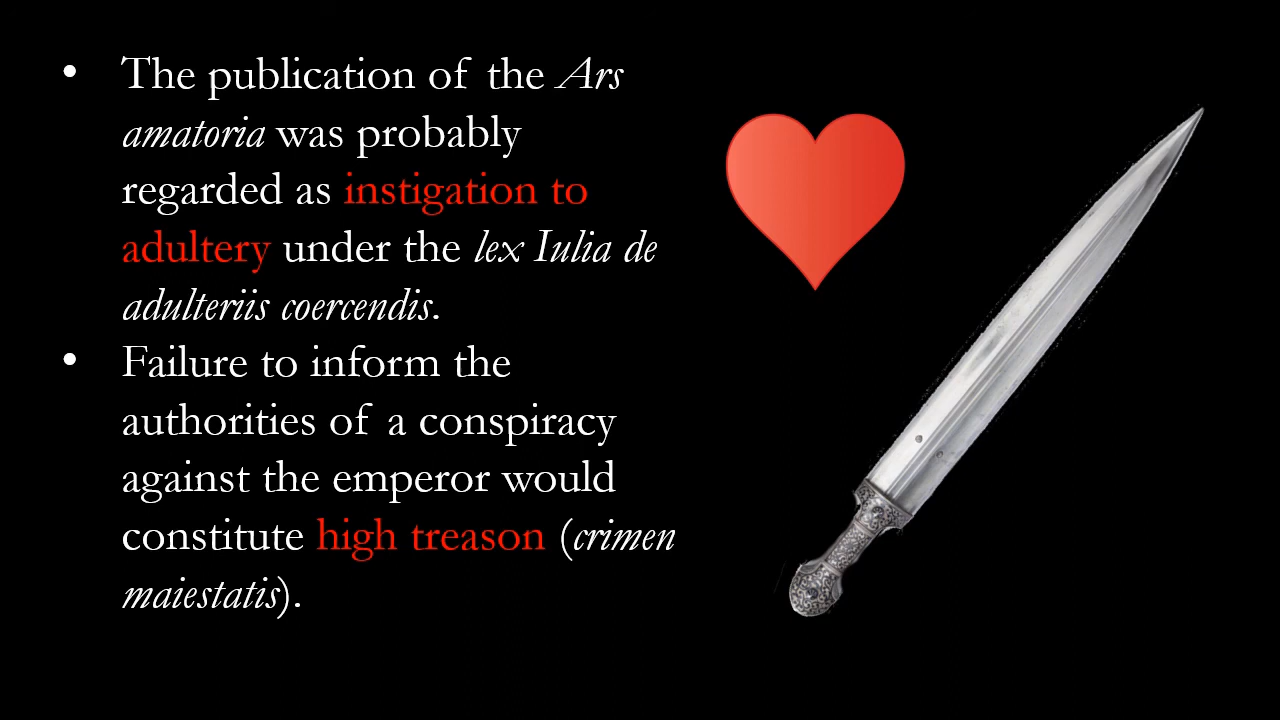 • The publication of the Ars
amatoria was probably
regarded as instigation to
adultery under the lex Iulia de
adulteriis coercendis.
• Failure to inform the
authorities of a conspiracy
against the emperor would
constitute high treason (crimen
maiestatis).